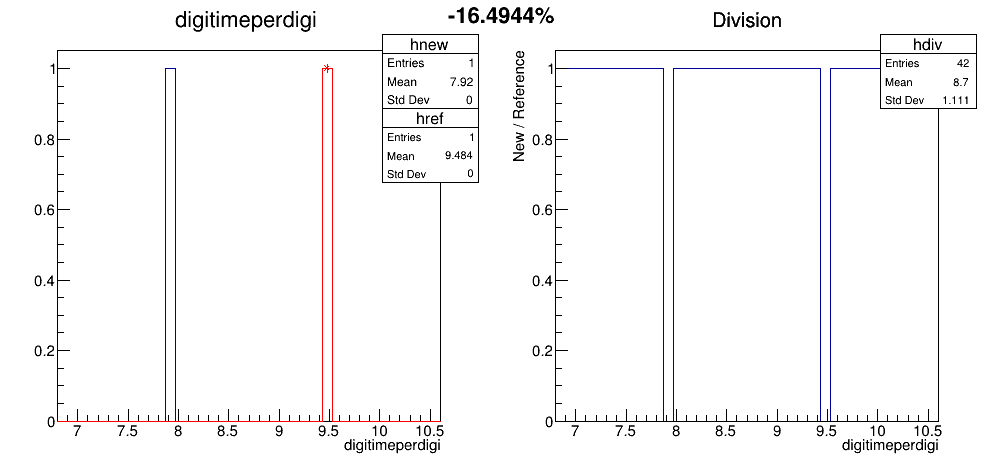 -16.4944%
digitimeperdigi
hnew
Entries 1
Mean 7.92
Std Dev 0
href
Entries 1
Mean 9.484
Std Dev 0
1
0.8
0.6
0.4
0.2
0
7 7.5 8 8.5 9 9.5 10 10.5
digitimeperdigi
Division
hdiv
Entries 42
Mean 8.7
Std Dev 1.111
New / Reference
1
0.8
0.6
0.4
0.2
0
7 7.5 8 8.5 9 9.5 10 10.5
digitimeperdigi